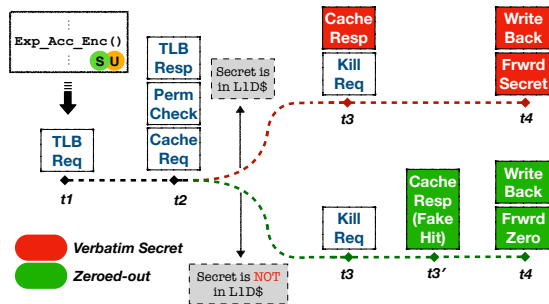 Exp_Acc_Enc()
S U
TLB
Req
t1
TLB
Resp
Perm
Check
Cache
Req
t2
Secret is
in L1D$
Cache
Resp
Kill
Req
t3
Write
Back
Frwrd
Secret
t4
Secret is NOT
in L1D$
Kill
Req
t3
Cache
Resp
(Fake
Hit)
t3'
Write
Back
Frwrd
Zero
t4
Verbatim Secret
Zeroed-out